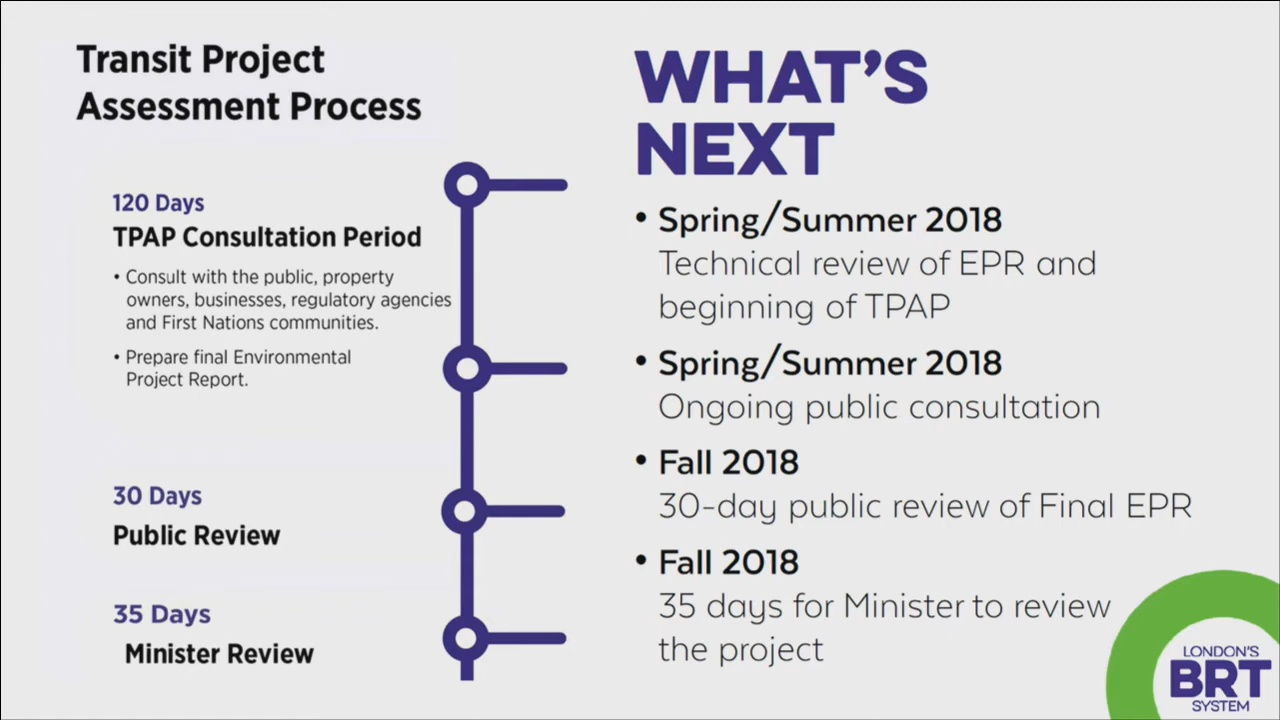 Transit Project
Assessment Process
120 Days
TPAP Consultation Period
• Consult with the public, property
owners, businesses, regulatory agencies
and First Nations communities.
• Prepare final Environmental
Project Report.
30 Days
Public Review
35 Days
Minister Review
WHAT'S
NEXT
• Spring/Summer 2018
Technical review of EPR and
beginning of TPAP
• Spring/Summer 2018
Ongoing public consultation
• Fall 2018
30-day public review of Final EPR
• Fall 2018
35 days for Minister to review
the project
LONDON'S
BRT
SYSTEM